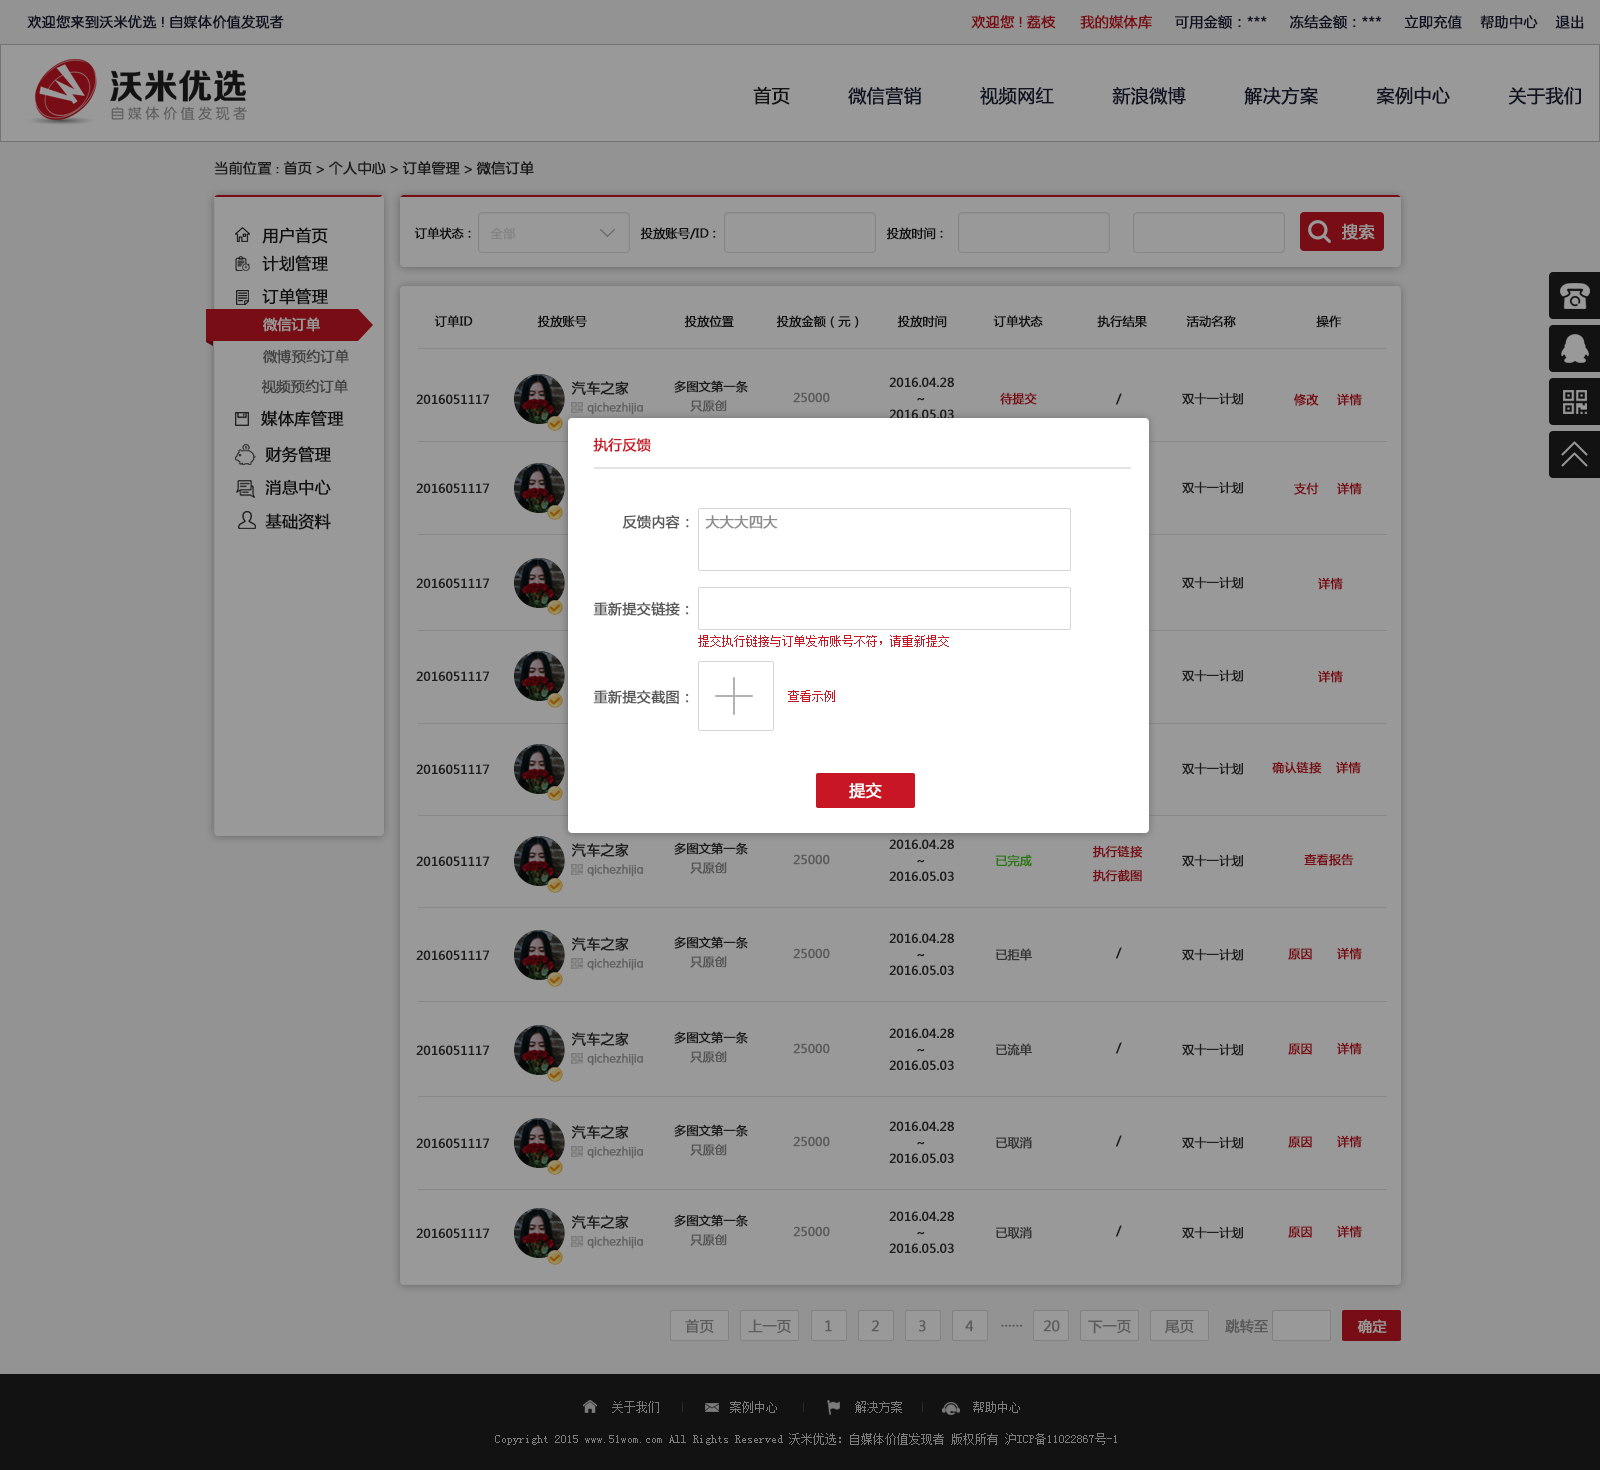 欢迎您来到沃米优选！自媒体价值发现者
欢迎您！荔枝 我的媒体库 可用金额：*** 冻结金额：*** 立即充值 帮助中心 退出
沃米优选
自媒体价值发现者
首页 微信营销 视频网红 新浪微博 解决方案 案例中心 关于我们
当前位置 : 首页 > 个人中心 > 订单管理 > 微信订单
用户首页
计划管理
订单管理
微信订单
微博预约订单
视频预约订单
媒体库管理
财务管理
消息中心
基础资料
订单状态： 全部 投放账号/ID： 投放时间： 搜索
订单ID 投放账号 投放位置 投放金额（元） 投放时间 订单状态 执行结果 活动名称 操作
2016051117 汽车之家 qichezhijia 多图文第一条 只原创 25000 2016.04.28 ~ 2016.05.03 待提交 / 双十一计划 修改 详情
2016051117 双十一计划 支付 详情
2016051117 双十一计划 详情
2016051117 双十一计划 详情
2016051117 双十一计划 确认链接 详情
执行反馈
反馈内容： 大大大四大
重新提交链接：
提交执行链接与订单发布账号不符，请重新提交
重新提交截图： 查看示例
提交
2016051117 汽车之家 qichezhijia 多图文第一条 只原创 25000 2016.04.28 ~ 2016.05.03 已完成 执行链接 执行截图 双十一计划 查看报告
2016051117 汽车之家 qichezhijia 多图文第一条 只原创 25000 2016.04.28 ~ 2016.05.03 已拒单 / 双十一计划 原因 详情
2016051117 汽车之家 qichezhijia 多图文第一条 只原创 25000 2016.04.28 ~ 2016.05.03 已流单 / 双十一计划 原因 详情
2016051117 汽车之家 qichezhijia 多图文第一条 只原创 25000 2016.04.28 ~ 2016.05.03 已取消 / 双十一计划 原因 详情
2016051117 汽车之家 qichezhijia 多图文第一条 只原创 25000 2016.04.28 ~ 2016.05.03 已取消 / 双十一计划 原因 详情
首页 上一页 1 2 3 4 ······ 20 下一页 尾页 跳转至 确定
关于我们 | 案例中心 | 解决方案 | 帮助中心
Copyright 2015 www.51wom.com All Rights Reserved 沃米优选：自媒体价值发现者 版权所有 沪ICP备11022867号-1